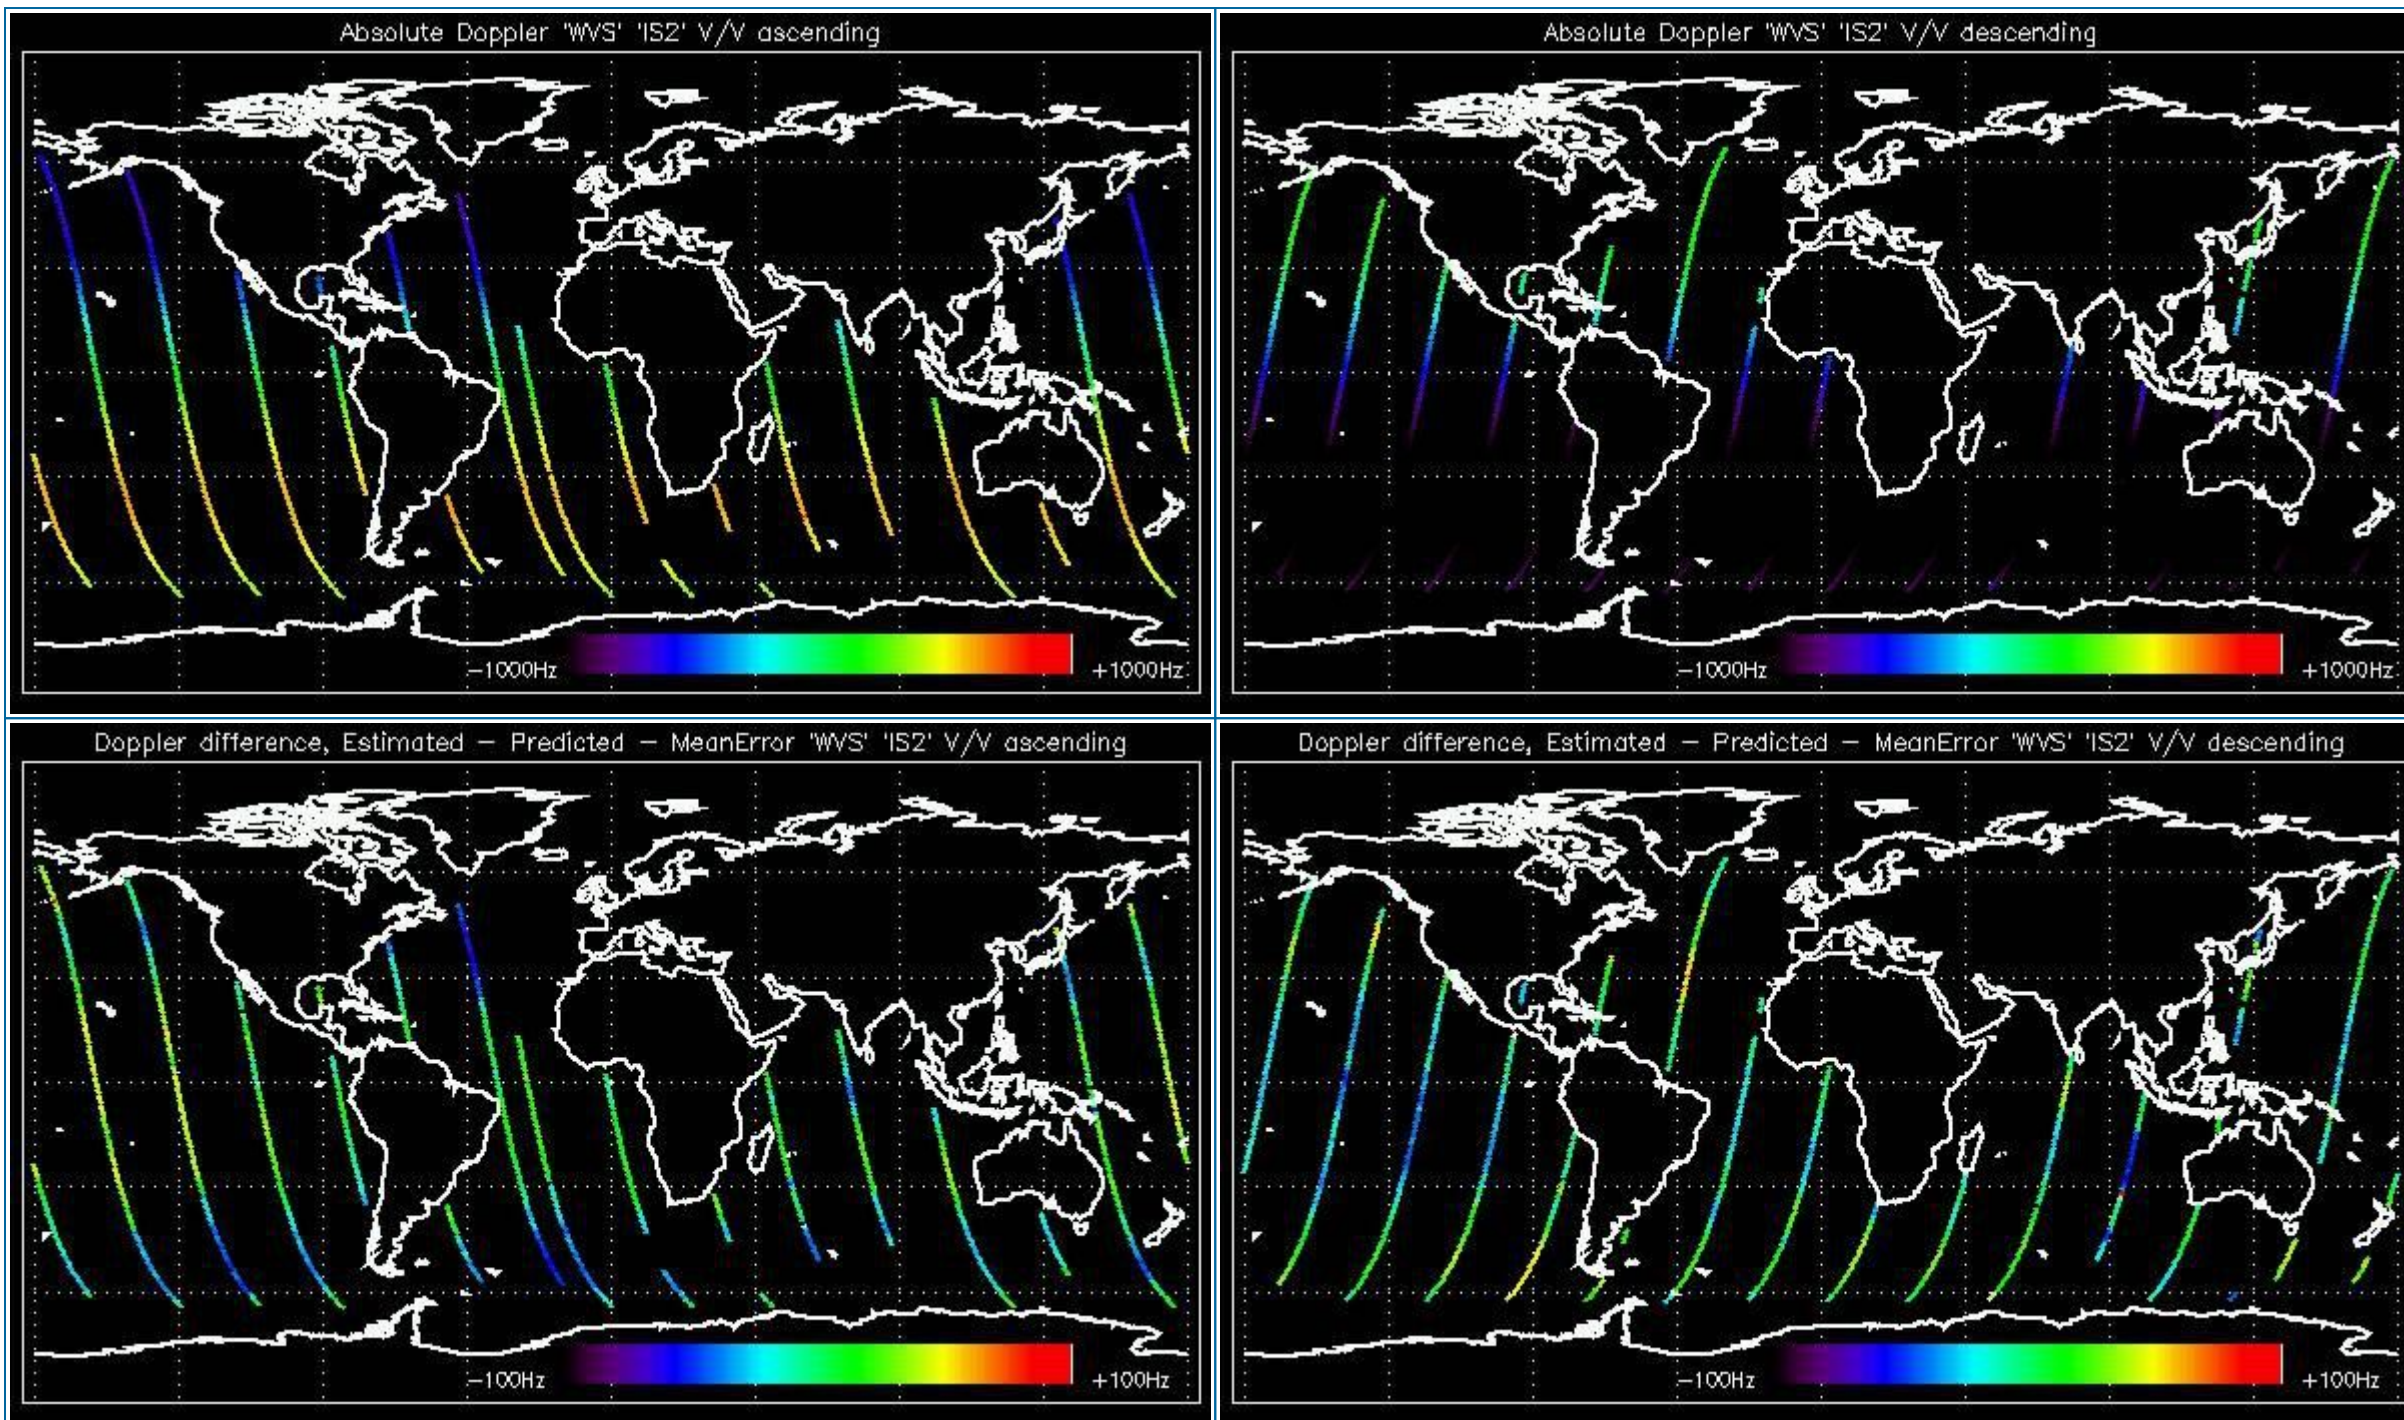 Absolute Doppler 'WVS' 'IS2' V/V ascending
-1000Hz
+1000Hz
Absolute Doppler 'WVS' 'IS2' V/V descending
-1000Hz
+1000Hz
Doppler difference, Estimated - Predicted - MeanError 'WVS' 'IS2' V/V ascending
-100Hz
+100Hz
Doppler difference, Estimated - Predicted - MeanError 'WVS' 'IS2' V/V descending
-100Hz
+100Hz